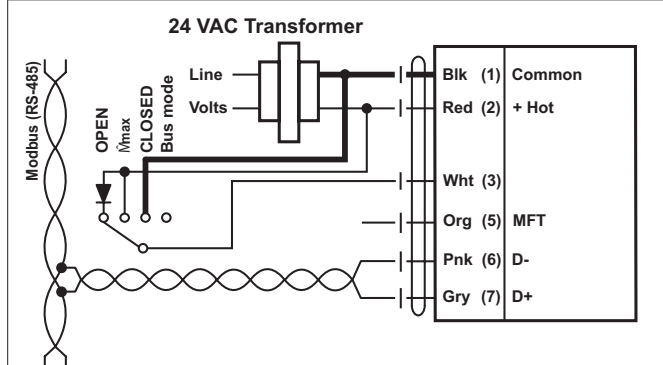 24 VAC Transformer
Modbus (RS-485)
Line
Volts
OPEN
V̇max
CLOSED
Bus mode
Blk (1) Common
Red (2) + Hot
Wht (3)
Org (5) MFT
Pnk (6) D-
Gry (7) D+